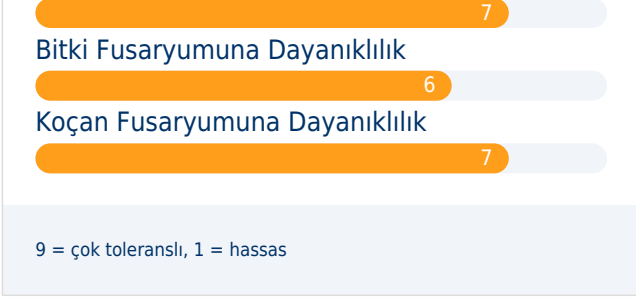 7
Bitki Fusaryumuna Dayanıklılık
6
Koçan Fusaryumuna Dayanıklılık
7
9 = çok toleranslı, 1 = hassas